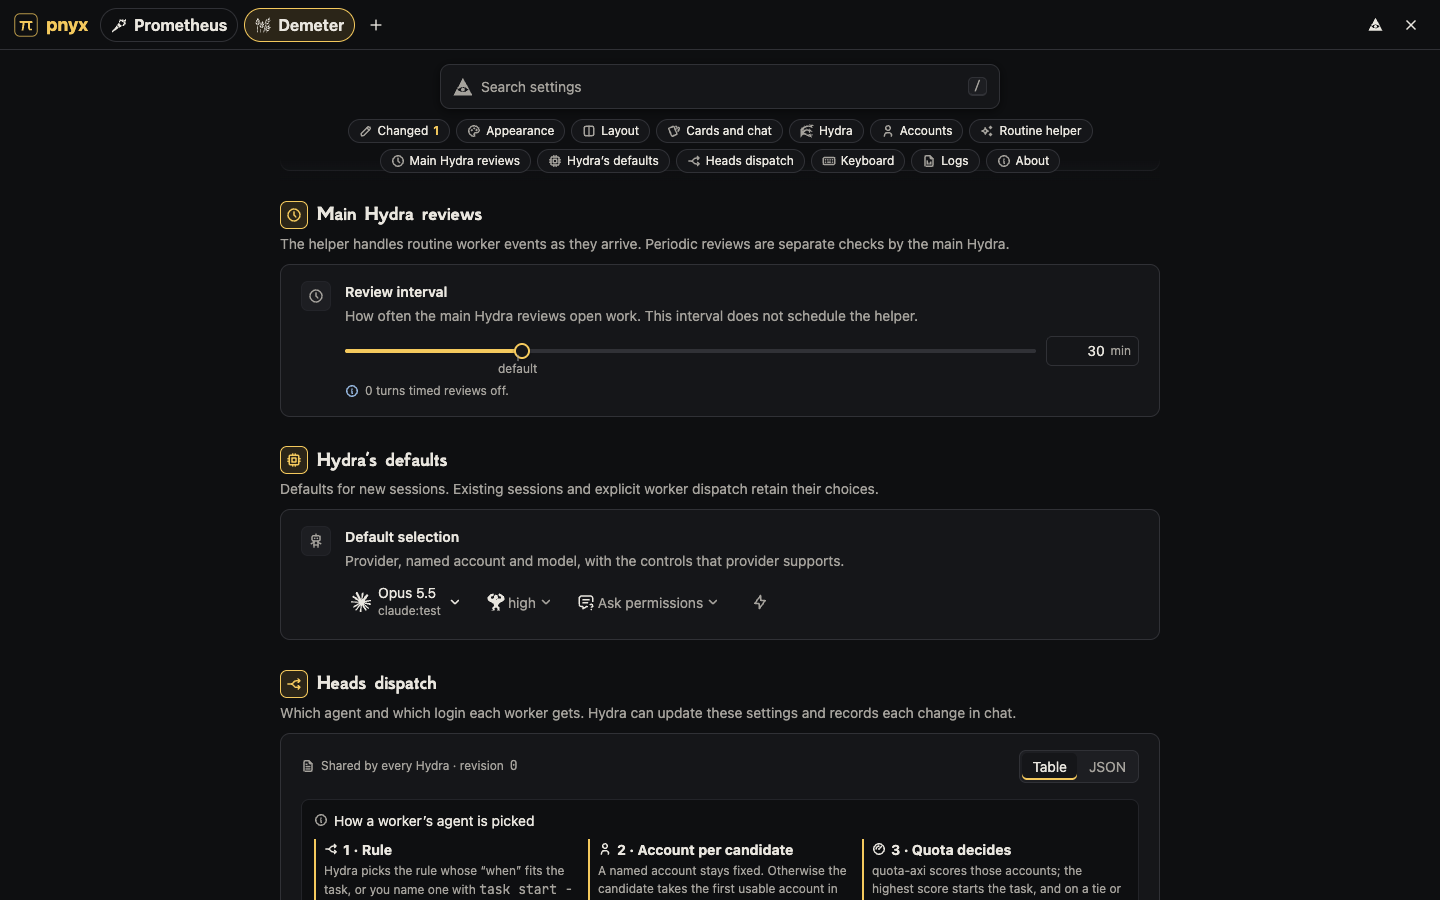 π pnyx Prometheus Demeter +
Search settings /
Changed 1 Appearance Layout Cards and chat Hydra Accounts Routine helper
Main Hydra reviews Hydra's defaults Heads dispatch Keyboard Logs About
Main Hydra reviews
The helper handles routine worker events as they arrive. Periodic reviews are separate checks by the main Hydra.
Review interval
How often the main Hydra reviews open work. This interval does not schedule the helper.
30 min
default
0 turns timed reviews off.
Hydra's defaults
Defaults for new sessions. Existing sessions and explicit worker dispatch retain their choices.
Default selection
Provider, named account and model, with the controls that provider supports.
Opus 5.5
claude:test
high
Ask permissions
Heads dispatch
Which agent and which login each worker gets. Hydra can update these settings and records each change in chat.
Shared by every Hydra · revision 0
Table JSON
How a worker’s agent is picked
1 · Rule
Hydra picks the rule whose “when” fits the
task, or you name one with task start -
2 · Account per candidate
A named account stays fixed. Otherwise the
candidate takes the first usable account in
3 · Quota decides
quota-axi scores those accounts; the
highest score starts the task, and on a tie or